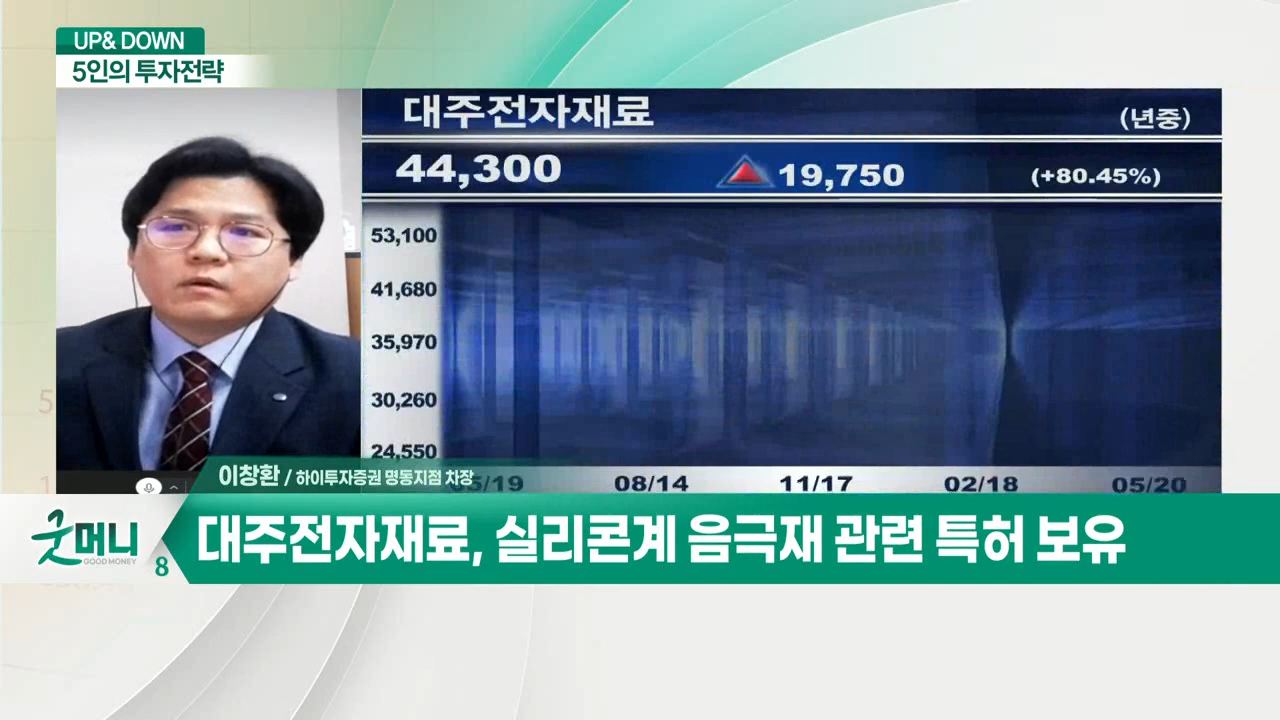 UP& DOWN
5인의 투자전략
대주전자재료
(년중)
44,300
19,750
(+80.45%)
53,100
41,680
35,970
30,260
24,550
05/19
08/14
11/17
02/18
05/20
이창환 / 하이투자증권 명동지점 차장
굿머니
GOOD MONEY
8
대주전자재료, 실리콘계 음극재 관련 특허 보유